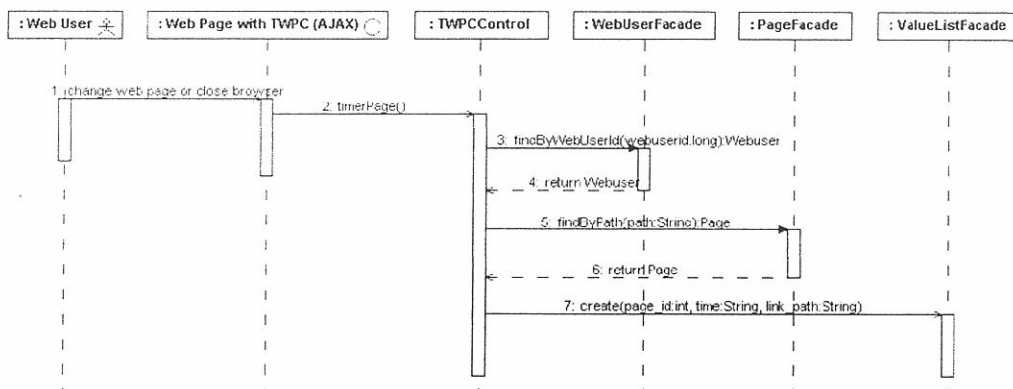 : Web User
: Web Page with TWPC (AJAX)
: TWPCControl
: WebUserFacade
: PageFacade
: ValueListFacade
1: change web page or close browser
2: timerPage()
3: findByWebUserId(webuserid:long):Webuser
4: return Webuser
5: findByPath(path:String):Page
6: return Page
7: create(page_id:int, time:String, link_path:String)